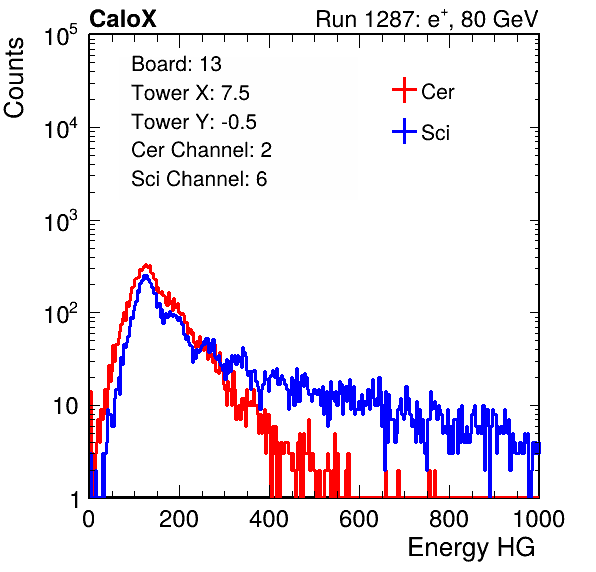 CaloX Run 1287: e⁺, 80 GeV
Counts
10⁵
10⁴
10³
10²
10
1
Board: 13
Tower X: 7.5
Tower Y: -0.5
Cer Channel: 2
Sci Channel: 6
Cer
Sci
0 200 400 600 800 1000
Energy HG